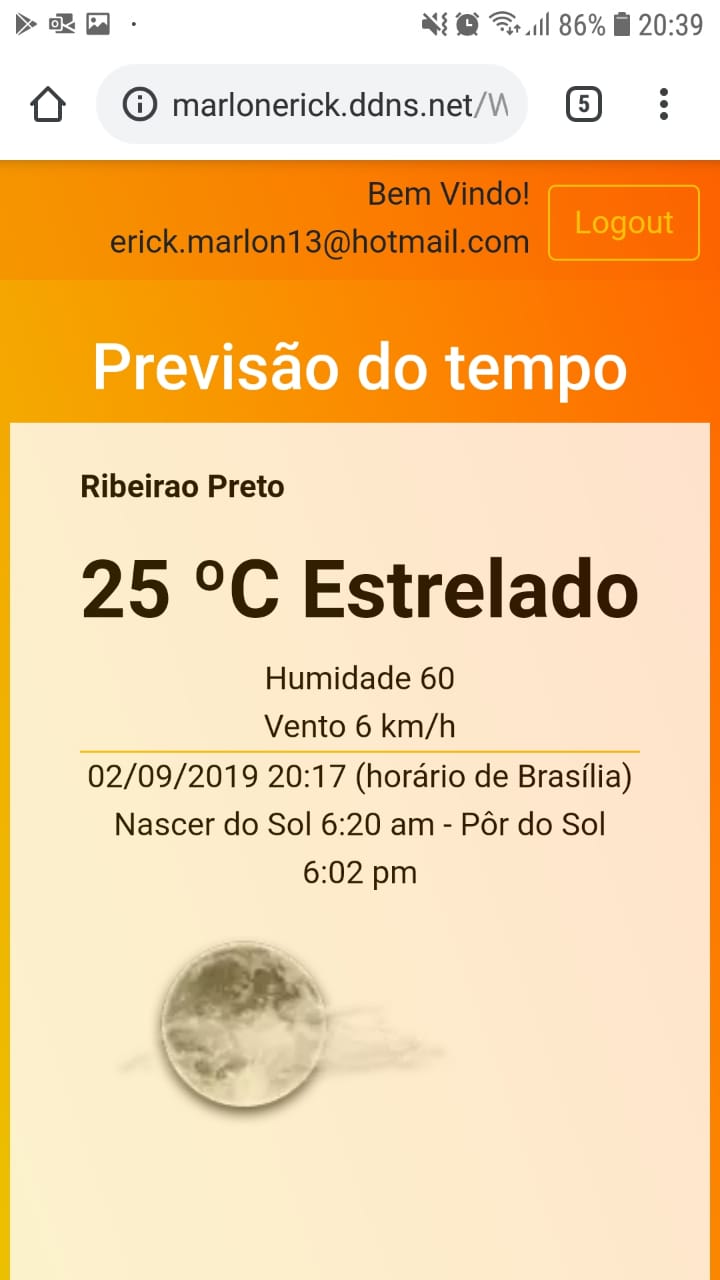 86% 20:39
marlonerick.ddns.net/W
5
Bem Vindo!
erick.marlon13@hotmail.com
Logout
Previsão do tempo
Ribeirao Preto
25 ºC Estrelado
Humidade 60
Vento 6 km/h
02/09/2019 20:17 (horário de Brasília)
Nascer do Sol 6:20 am - Pôr do Sol
6:02 pm